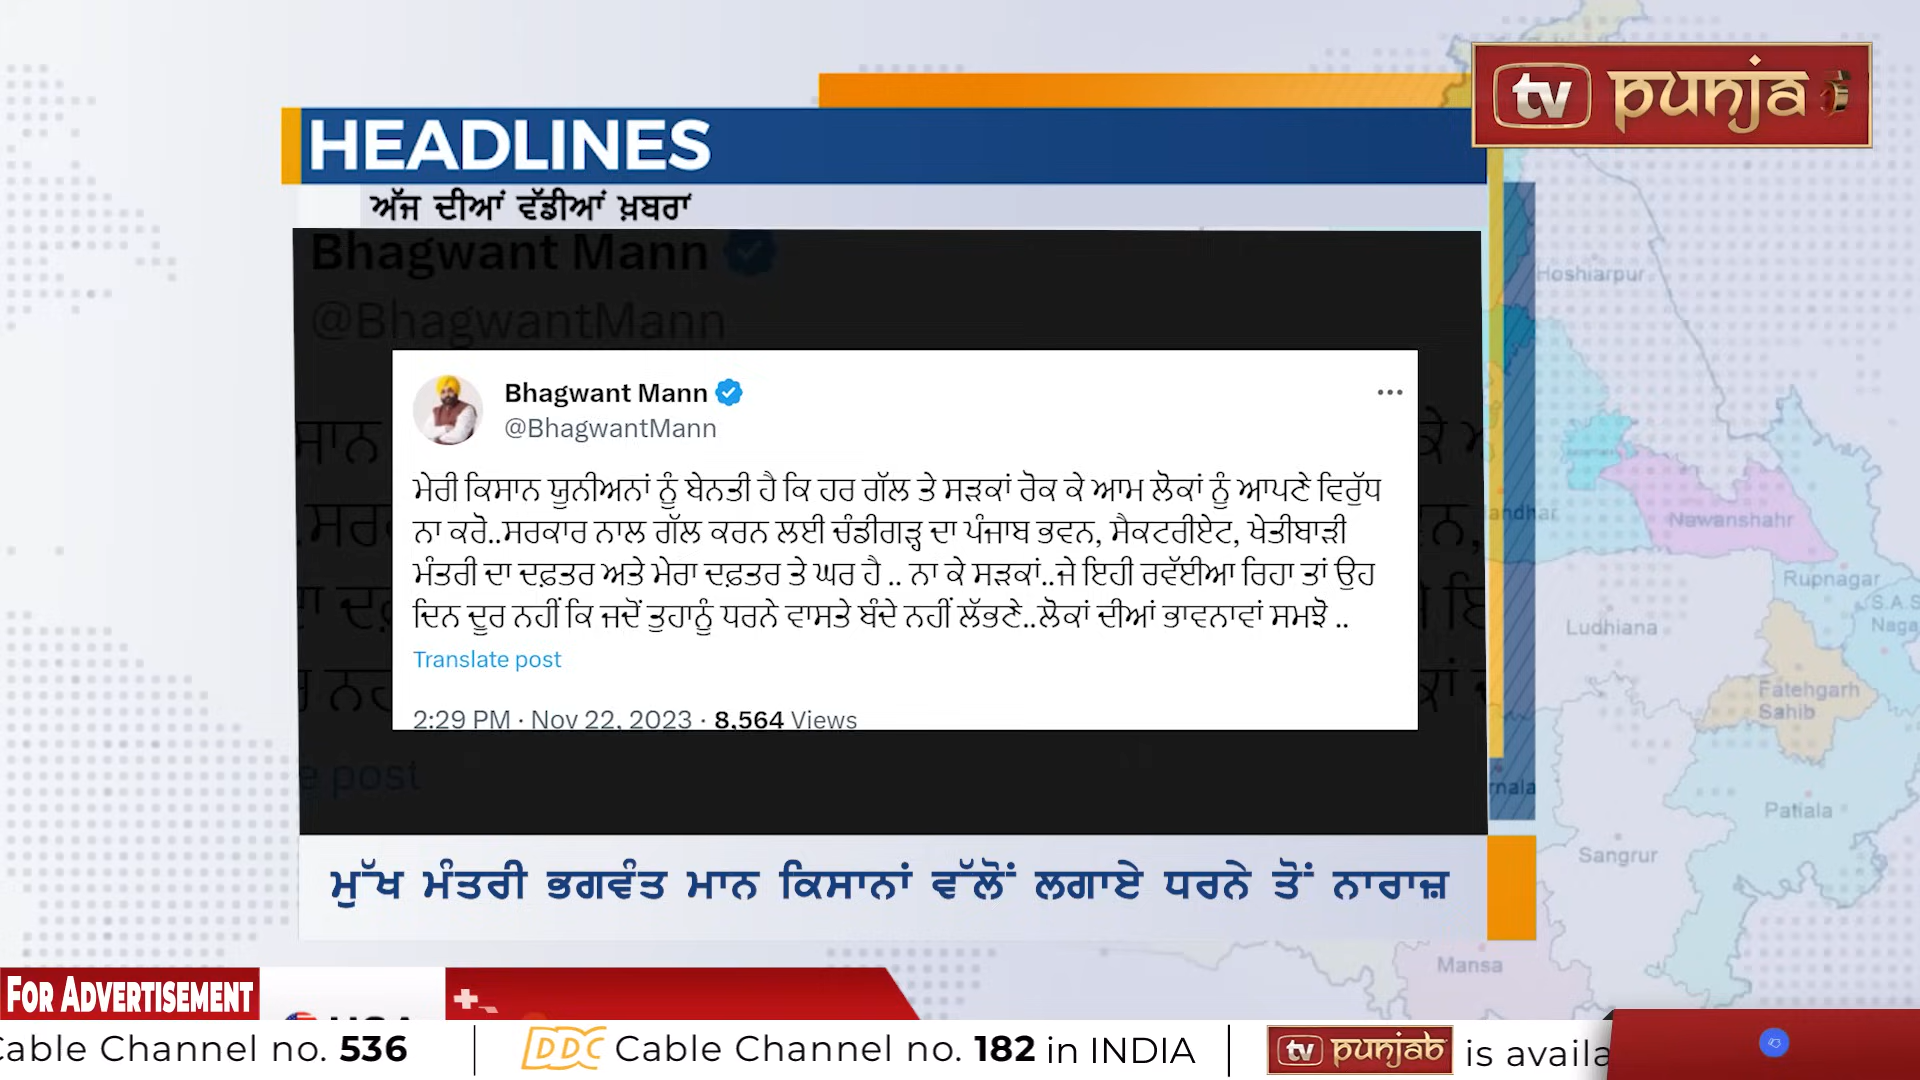 tv punja
HEADLINES
ਅੱਜ ਦੀਆਂ ਵੱਡੀਆਂ ਖ਼ਬਰਾਂ
Bhagwant Mann
@BhagwantMann
Bhagwant Mann
@BhagwantMann
ਮੇਰੀ ਕਿਸਾਨ ਯੂਨੀਅਨਾਂ ਨੂੰ ਬੇਨਤੀ ਹੈ ਕਿ ਹਰ ਗੱਲ ਤੇ ਸੜਕਾਂ ਰੋਕ ਕੇ ਆਮ ਲੋਕਾਂ ਨੂੰ ਆਪਣੇ ਵਿਰੁੱਧ
ਨਾ ਕਰੋ..ਸਰਕਾਰ ਨਾਲ ਗੱਲ ਕਰਨ ਲਈ ਚੰਡੀਗੜ੍ਹ ਦਾ ਪੰਜਾਬ ਭਵਨ, ਸੈਕਟਰੀਏਟ, ਖੇਤੀਬਾੜੀ
ਮੰਤਰੀ ਦਾ ਦਫ਼ਤਰ ਅਤੇ ਮੇਰਾ ਦਫ਼ਤਰ ਤੇ ਘਰ ਹੈ .. ਨਾ ਕੇ ਸੜਕਾਂ..ਜੇ ਇਹੀ ਰਵੱਈਆ ਰਿਹਾ ਤਾਂ ਉਹ
ਦਿਨ ਦੂਰ ਨਹੀਂ ਕਿ ਜਦੋਂ ਤੁਹਾਨੂੰ ਧਰਨੇ ਵਾਸਤੇ ਬੰਦੇ ਨਹੀਂ ਲੱਭਣੇ..ਲੋਕਾਂ ਦੀਆਂ ਭਾਵਨਾਵਾਂ ਸਮਝੋ ..
Translate post
2:29 PM · Nov 22, 2023 · 8,564 Views
post
Hoshiarpur
Nawanshahr
Rupnagar
S.A.S
Naga
Ludhiana
Fatehgarh
Sahib
Patiala
Sangrur
Mansa
ਮੁੱਖ ਮੰਤਰੀ ਭਗਵੰਤ ਮਾਨ ਕਿਸਾਨਾਂ ਵੱਲੋਂ ਲਗਾਏ ਧਰਨੇ ਤੋਂ ਨਾਰਾਜ਼
FOR ADVERTISEMENT
Cable Channel no. 536 | DDC Cable Channel no. 182 in INDIA | tv punjab is availa